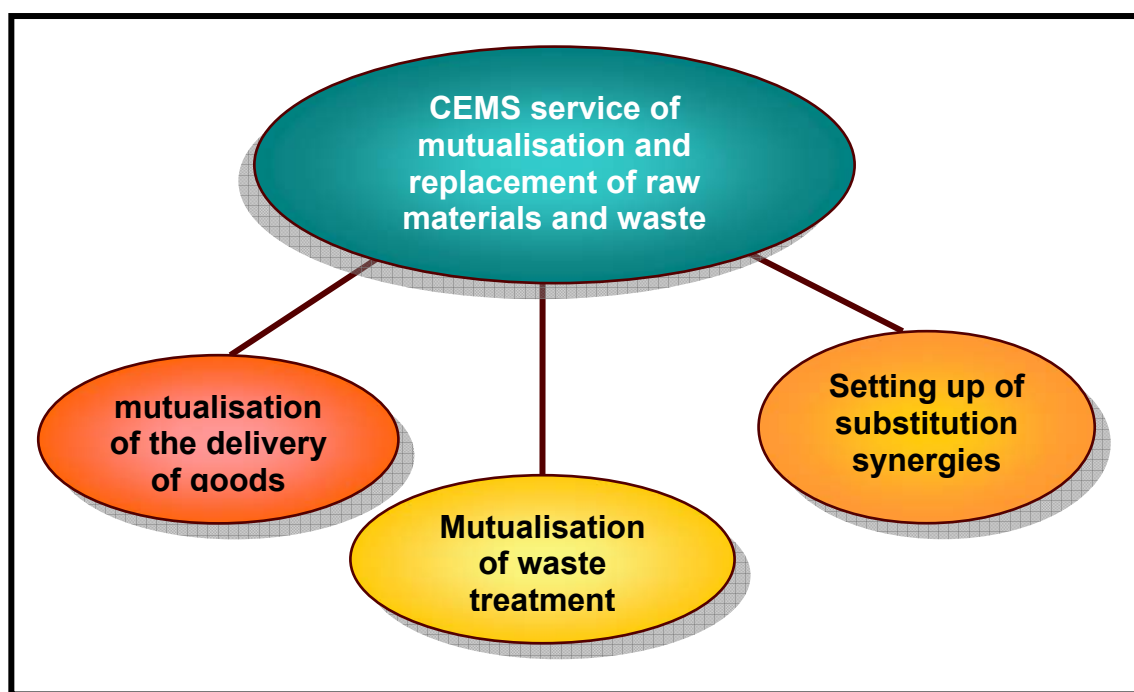 CEMS service of
mutualisation and
replacement of raw
materials and waste
mutualisation
of the delivery
of goods
Mutualisation
of waste
treatment
Setting up of
substitution
synergies